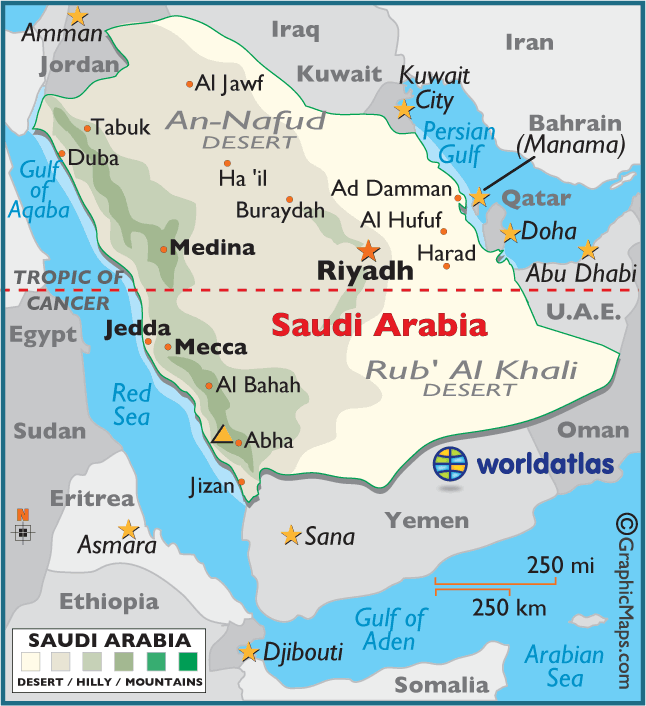 Amman
Iraq
Iran
Jordan
Kuwait
Kuwait
City
Al Jawf
An-Nafud
DESERT
Persian
Gulf
Bahrain
(Manama)
Tabuk
Duba
Gulf
of
Aqaba
Ha 'il
Buraydah
Ad Damman
Qatar
Al Hufuf
Doha
Medina
Riyadh
Harad
Abu Dhabi
TROPIC OF
CANCER
U.A.E.
Egypt
Jedda
Mecca
Saudi Arabia
Rub' Al Khali
DESERT
Red
Sea
Al Bahah
Sudan
Abha
Oman
worldatlas
Jizan
Eritrea
N
Asmara
Sana
Yemen
Ethiopia
250 mi
250 km
Gulf of
Aden
SAUDI ARABIA
DESERT / HILLY / MOUNTAINS
Djibouti
Arabian
Sea
Somalia
© GraphicMaps.com